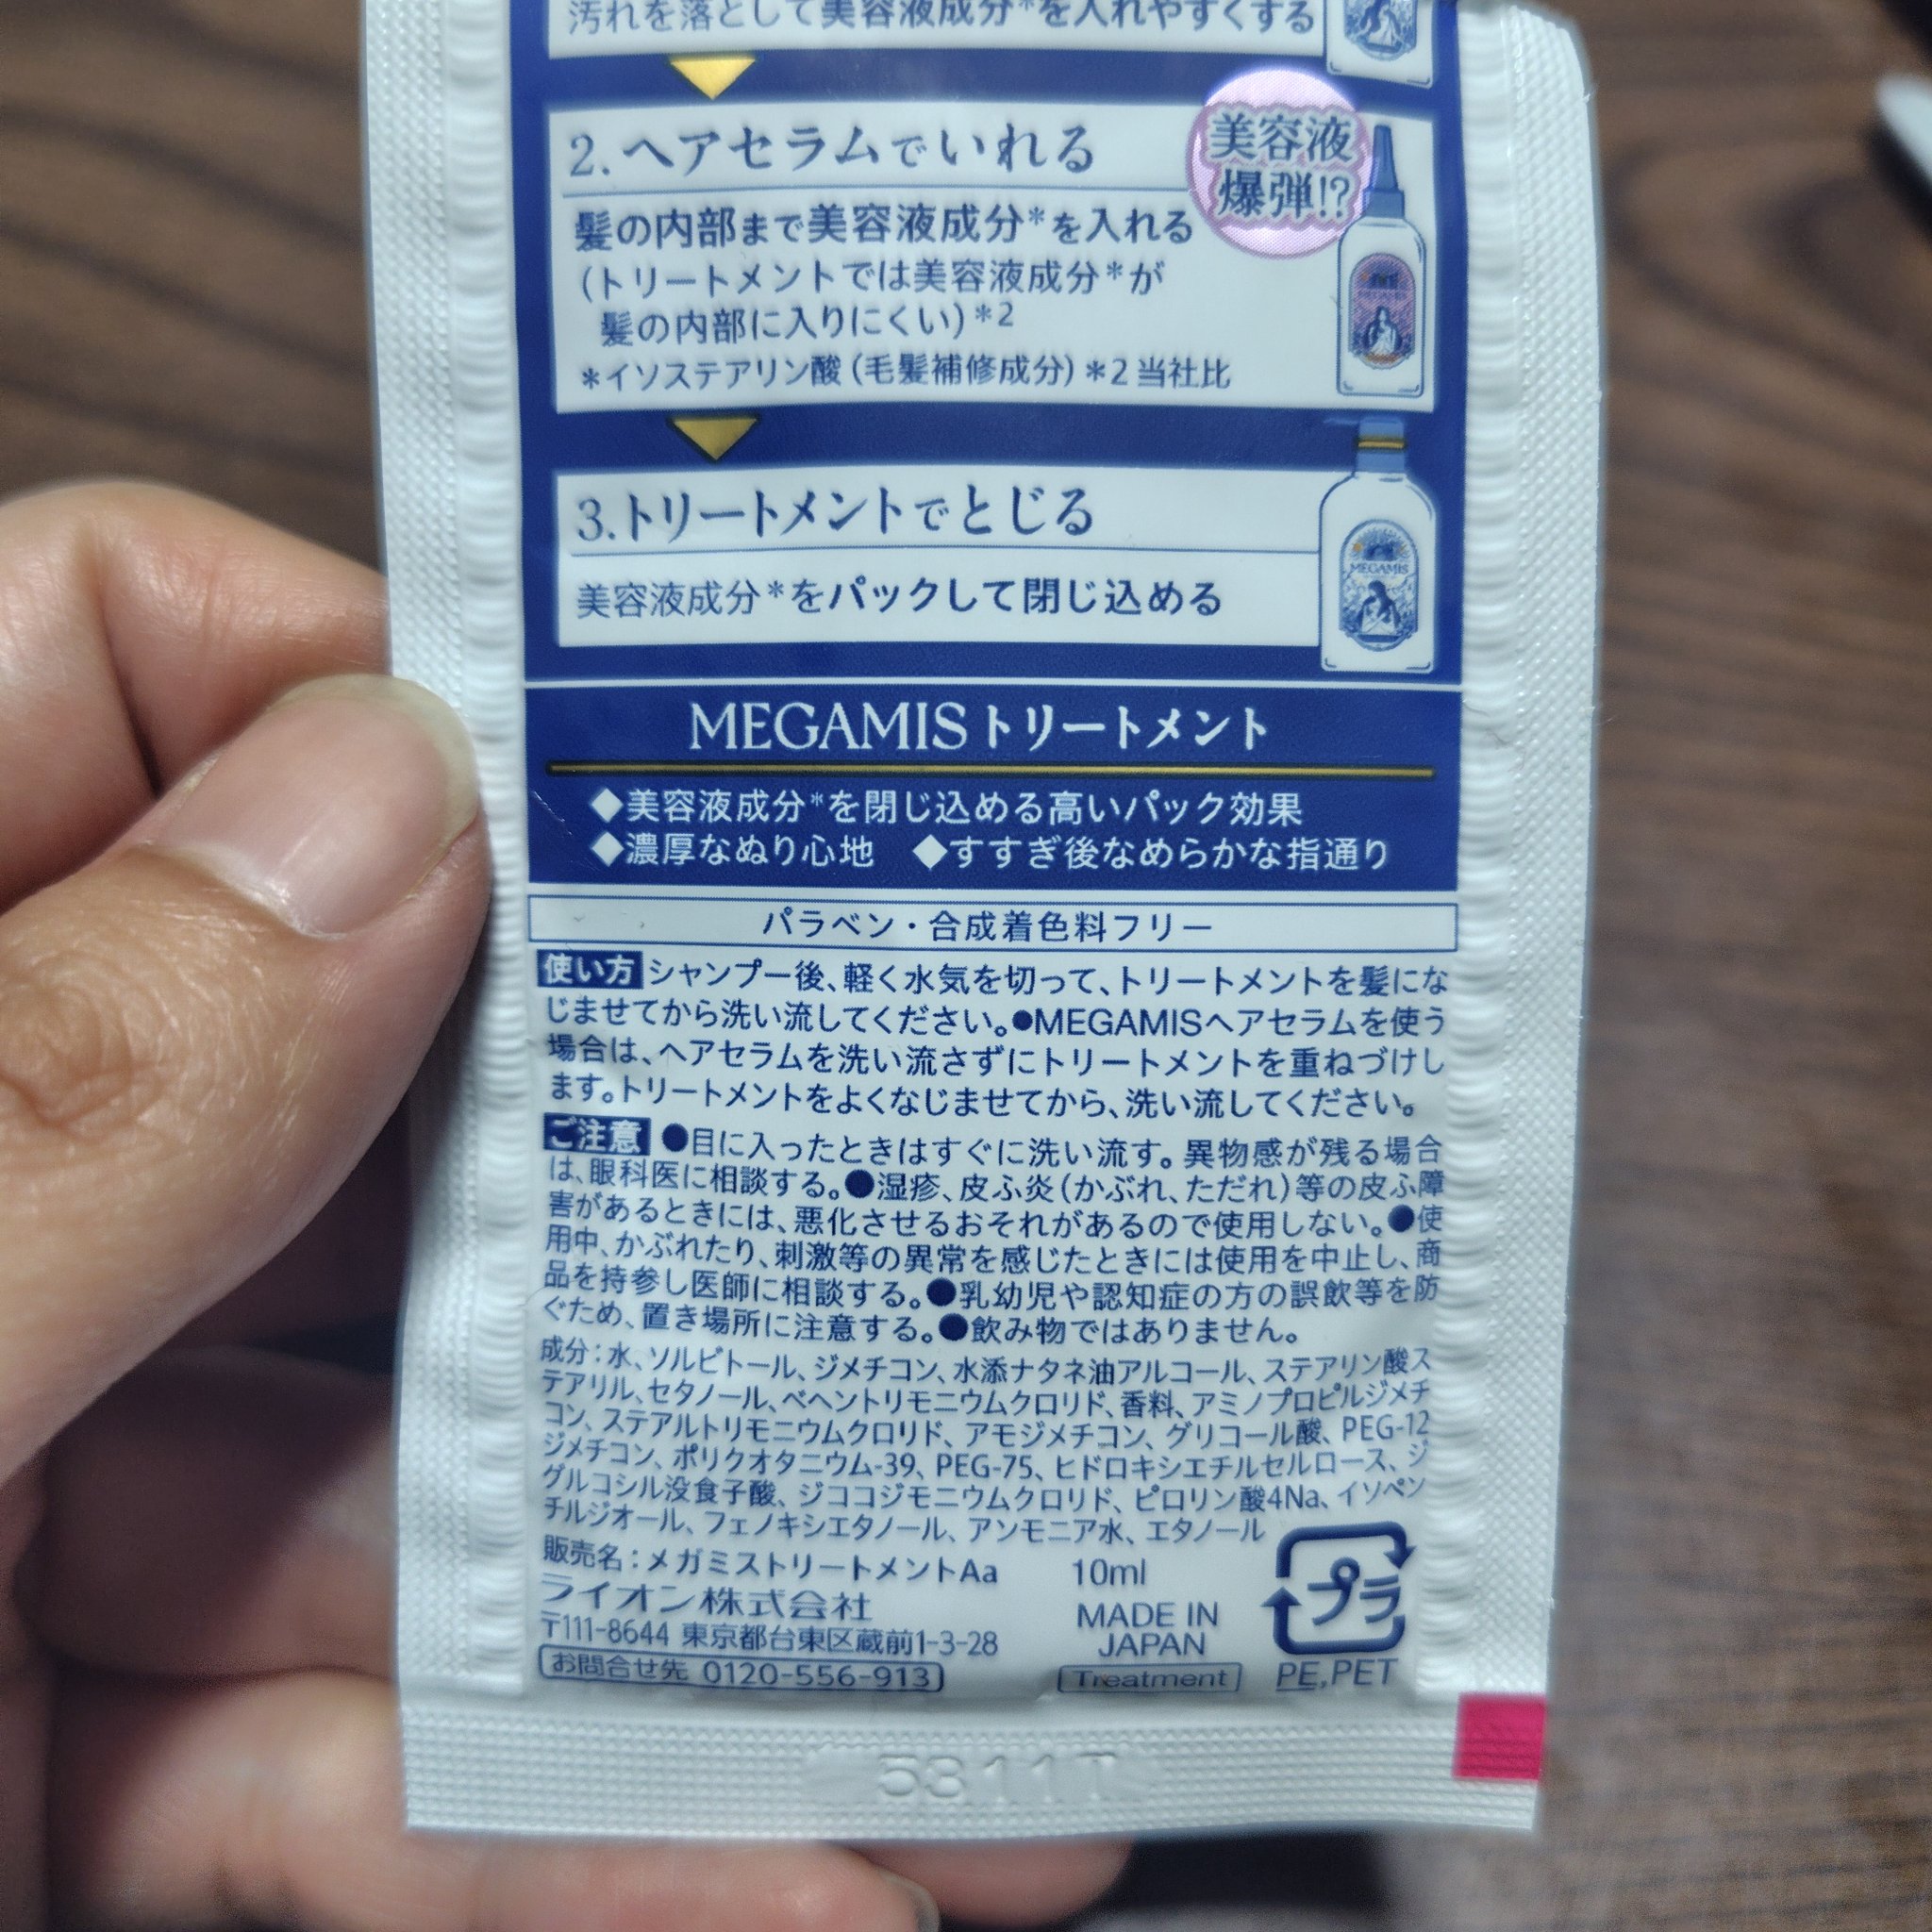 汚れを落として美容液成分*を入れやすくする
2.ヘアセラムでいれる
美容液
爆弾!?
髪の内部まで美容液成分*を入れる
(トリートメントでは美容液成分*が
髪の内部に入りにくい)*2
*イソステアリン酸(毛髪補修成分)*2当社比
3.トリートメントでとじる
美容液成分*をパックして閉じ込める
MEGAMIS
MEGAMISトリートメント
◆美容液成分*を閉じ込める高いパック効果
◆濃厚なぬり心地 ◆すすぎ後なめらかな指通り
パラベン・合成着色料フリー
使い方 シャンプー後、軽く水気を切って、トリートメントを髪にな
じませてから洗い流してください。●MEGAMISヘアセラムを使う
場合は、ヘアセラムを洗い流さずにトリートメントを重ねづけし
ます。トリートメントをよくなじませてから、洗い流してください。
ご注意 ●目に入ったときはすぐに洗い流す。異物感が残る場合
は、眼科医に相談する。●湿疹、皮ふ炎(かぶれ、ただれ)等の皮ふ障
害があるときには、悪化させるおそれがあるので使用しない。●使
用中、かぶれたり、刺激等の異常を感じたときには使用を中止し、商
品を持参し医師に相談する。●乳幼児や認知症の方の誤飲等を防
ぐため、置き場所に注意する。●飲み物ではありません。
成分:水、ソルビトール、ジメチコン、水添ナタネ油アルコール、ステアリン酸ス
テアリル、セタノール、ベヘントリモニウムクロリド、香料、アミノプロピルジメチ
コン、ステアルトリモニウムクロリド、アモジメチコン、グリコール酸、PEG-12
ジメチコン、ポリクオタニウム-39、PEG-75、ヒドロキシエチルセルロース、ジ
グルコシル没食子酸、ジココジモニウムクロリド、ピロリン酸4Na、イソペン
チルジオール、フェノキシエタノール、アンモニア水、エタノール
販売名:メガミストリートメントAa 10ml
ライオン株式会社
〒111-8644 東京都台東区蔵前1-3-28
お問合せ先 0120-556-913
MADE IN
JAPAN
Treatment
プラ
PE,PET
5311T